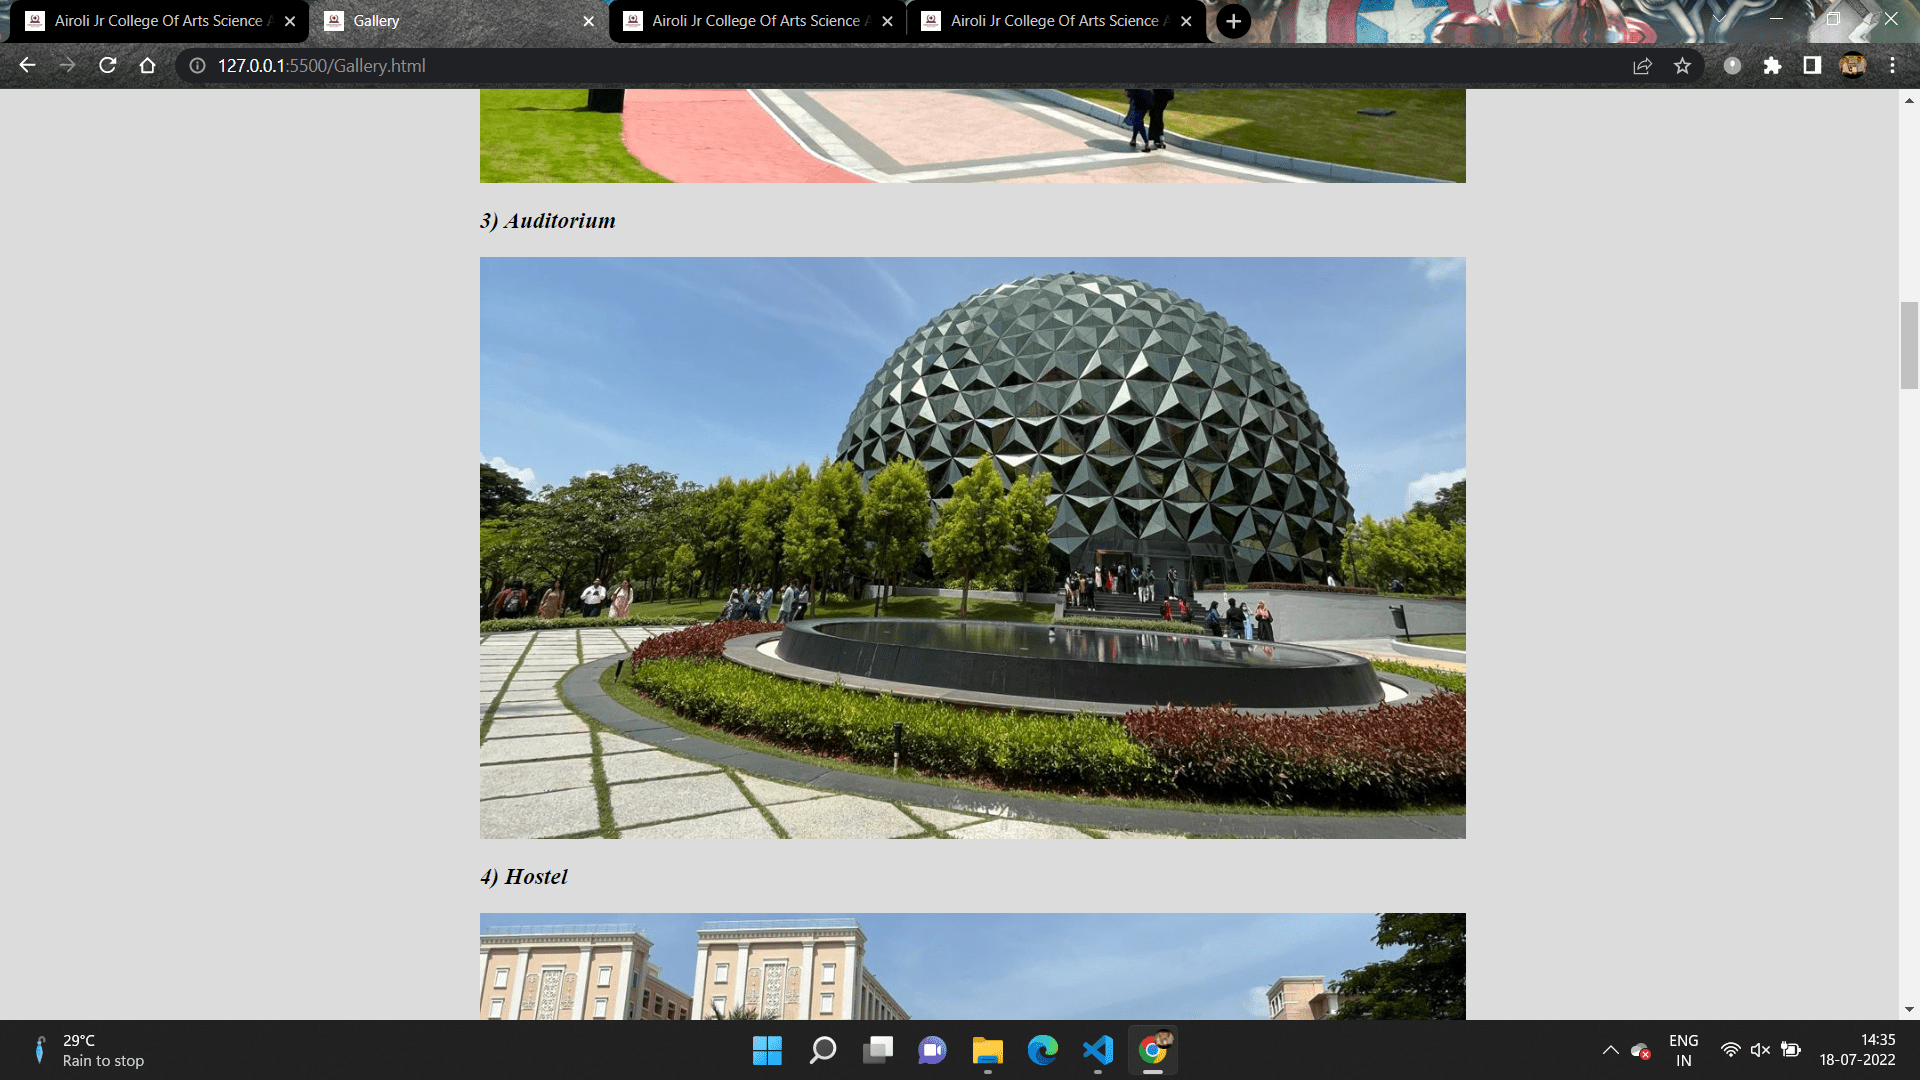 Airoli Jr College Of Arts Science A
Gallery
Airoli Jr College Of Arts Science A
Airoli Jr College Of Arts Science A
127.0.0.1:5500/Gallery.html
3) Auditorium
4) Hostel
29°C
Rain to stop
ENG
IN
14:35
18-07-2022